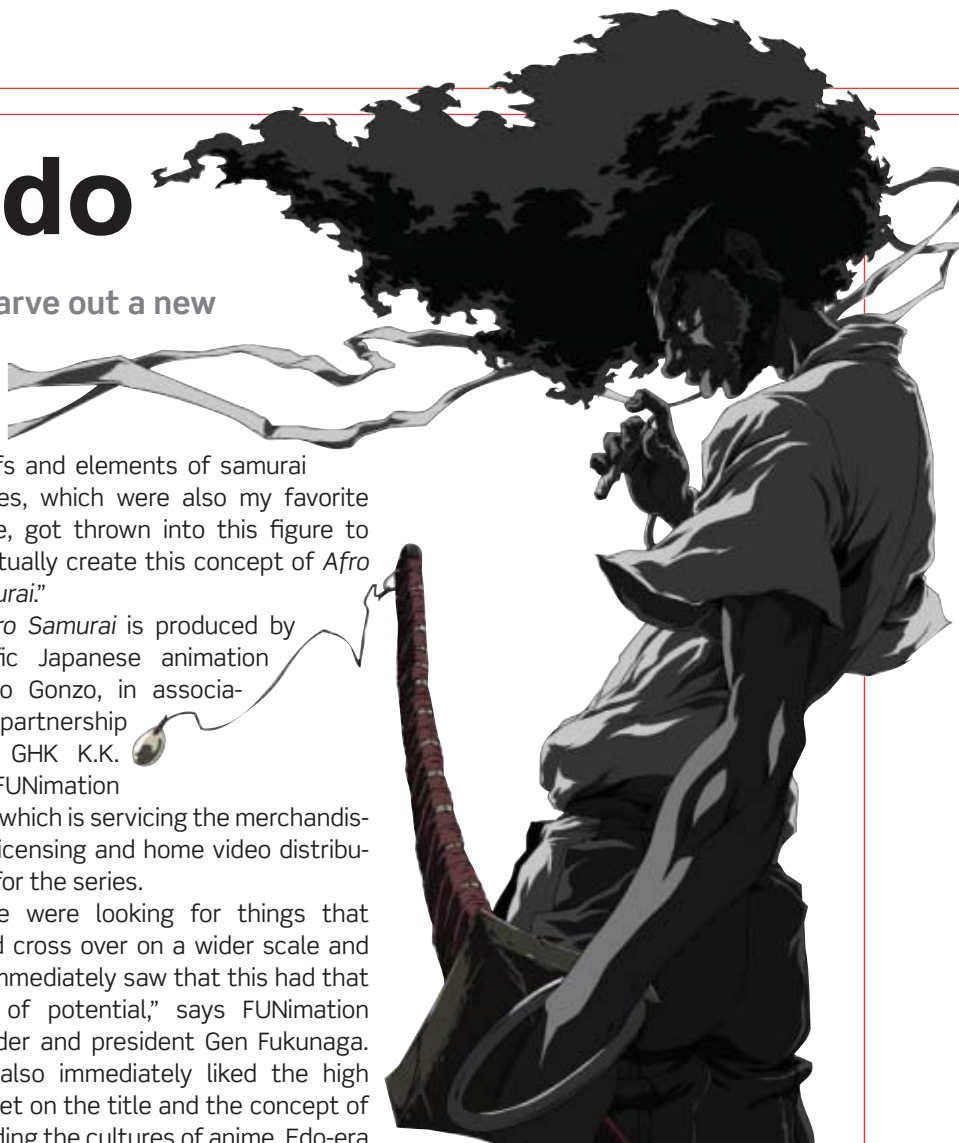 do
arve out a new
fs and elements of samurai
es, which were also my favorite
e, got thrown into this figure to
tually create this concept of Afro
urai.”
ro Samurai is produced by
fic Japanese animation
o Gonzo, in associa-
partnership
GHK K.K.
FUNimation
which is servicing the merchandis-
icensing and home video distribu-
for the series.
e were looking for things that
d cross over on a wider scale and
mmediately saw that this had that
of potential,” says FUNimation
der and president Gen Fukunaga.
also immediately liked the high
et on the title and the concept of
ding the cultures of anime, Edo-era